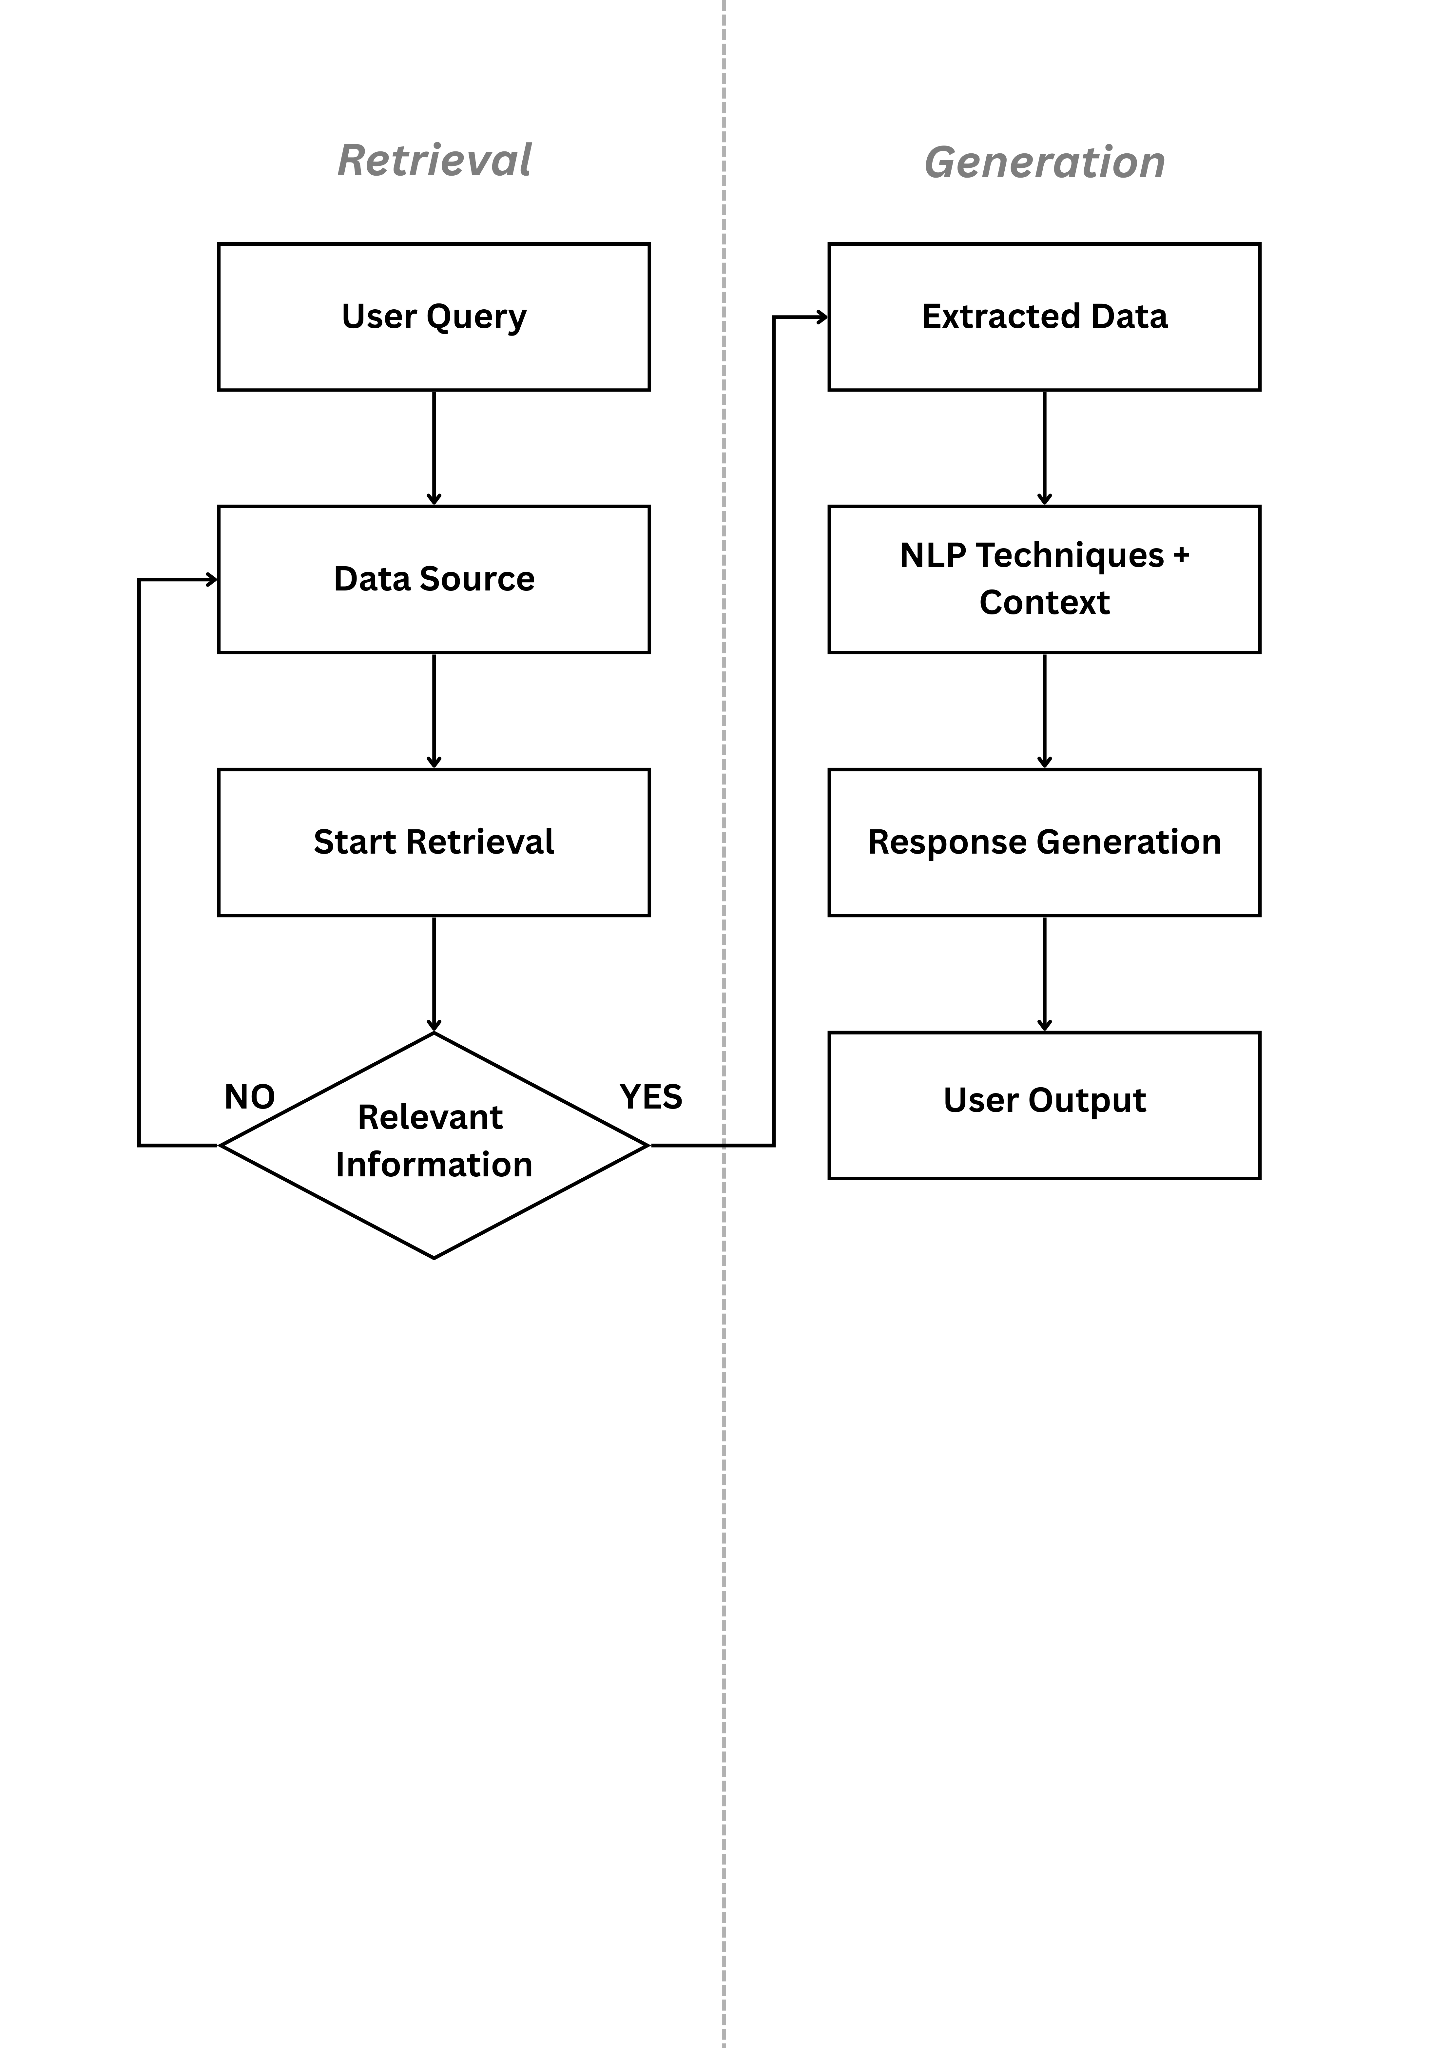 Retrieval
User Query
Data Source
Start Retrieval
NO
YES
Relevant
Information
Generation
Extracted Data
NLP Techniques +
Context
Response Generation
User Output